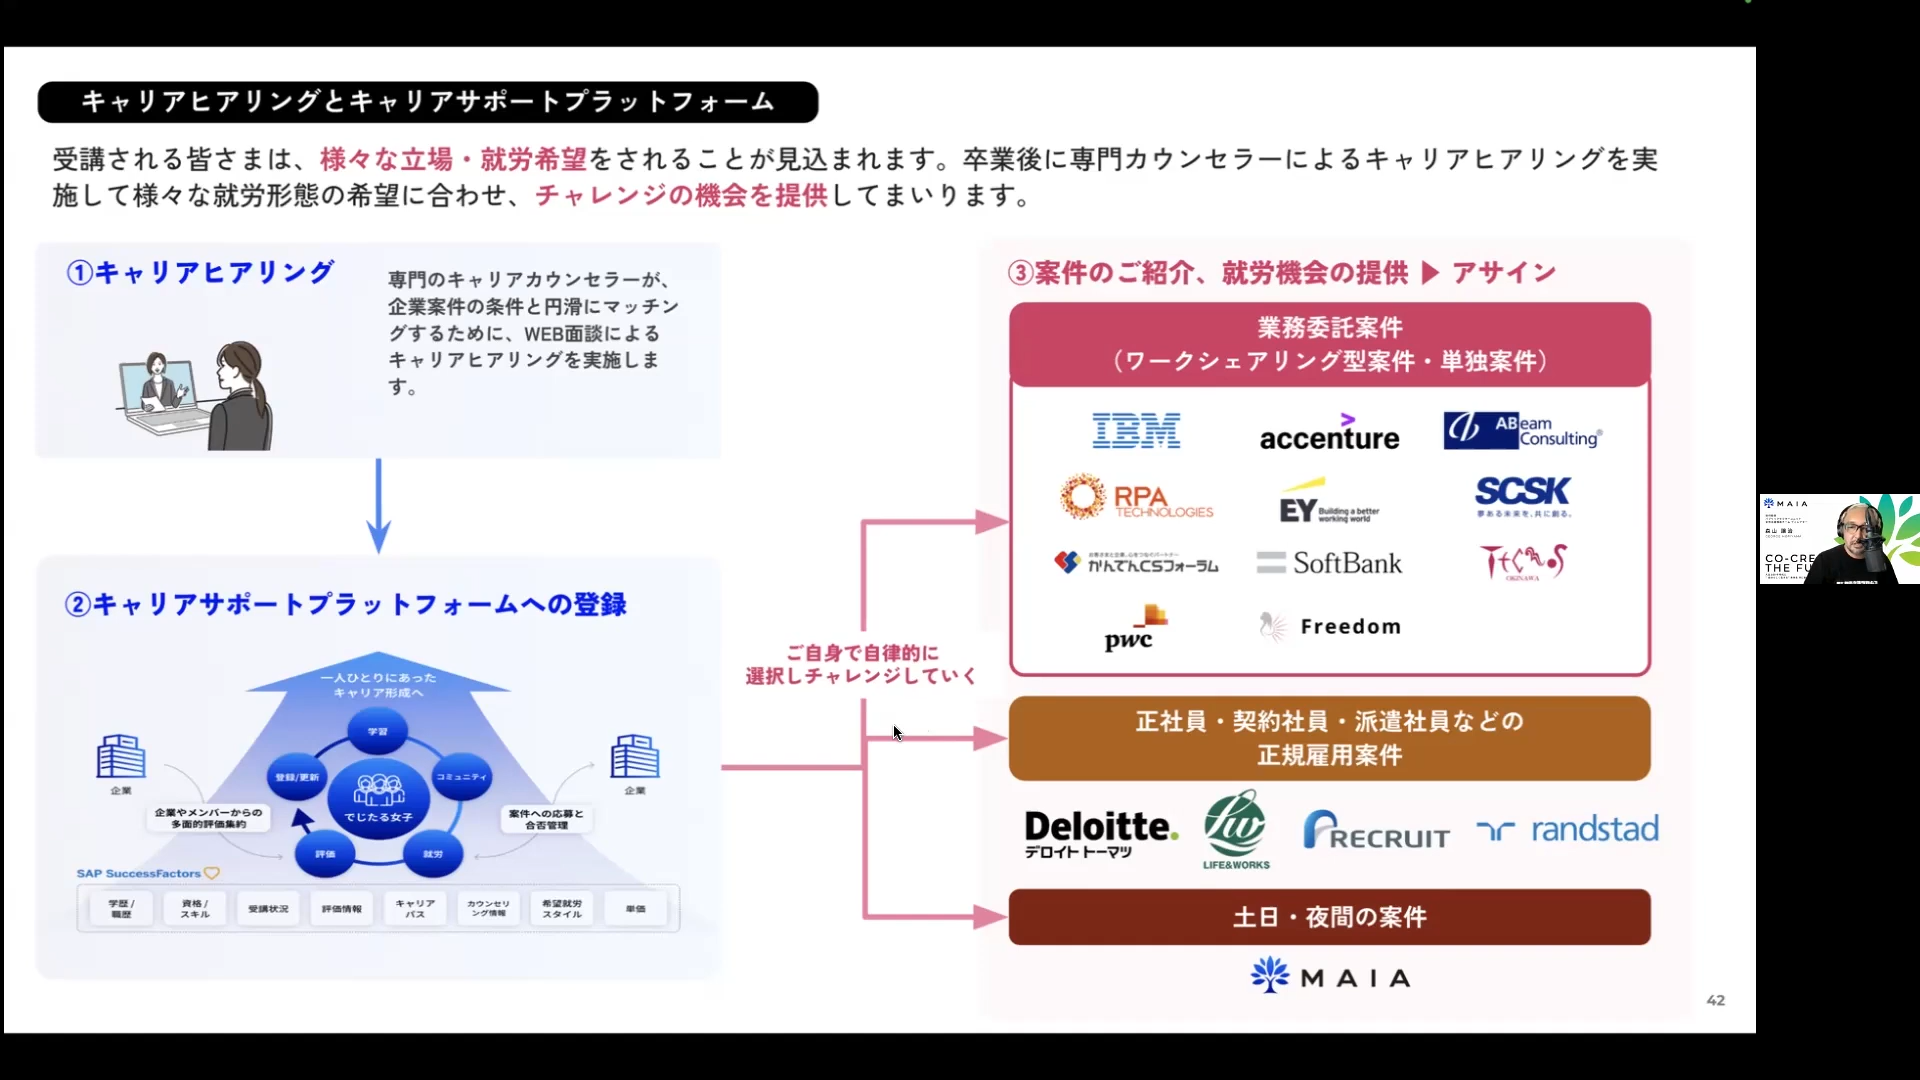 キャリアヒアリングとキャリアサポートプラットフォーム
受講される皆さまは、様々な立場・就労希望をされることが見込まれます。卒業後に専門カウンセラーによるキャリアヒアリングを実
施して様々な就労形態の希望に合わせ、チャレンジの機会を提供してまいります。
①キャリアヒアリング
専門のキャリアカウンセラーが、
企業案件の条件と円滑にマッチン
グするために、WEB面談による
キャリアヒアリングを実施しま
す。
②キャリアサポートプラットフォームへの登録
一人ひとりにあった
キャリア形成へ
学習
登録/更新
コミュニティ
でじたる女子
評価
就労
企業
企業
企業やメンバーからの
多面的評価集約
案件への応募と
合否管理
SAP SuccessFactors
学歴/
職歴
資格/
スキル
受講状況
評価情報
キャリア
パス
カウンセリ
ング情報
希望就労
スタイル
単価
ご自身で自律的に
選択しチャレンジしていく
③案件のご紹介、就労機会の提供 ▶ アサイン
業務委託案件
（ワークシェアリング型案件・単独案件）
IBM
accenture
ABeam
Consulting®
RPA
TECHNOLOGIES
EY Building a better
working world
SCSK
夢ある未来を、共に創る。
お客さまと企業、心をつなぐパートナー
かんでんCSフォーラム
SoftBank
OKINAWA
pwc
Freedom
正社員・契約社員・派遣社員などの
正規雇用案件
Deloitte.
デロイト トーマツ
LIFE&WORKS
RECRUIT
randstad
土日・夜間の案件
MAIA
42
MAIA
CO-CRE
THE FU